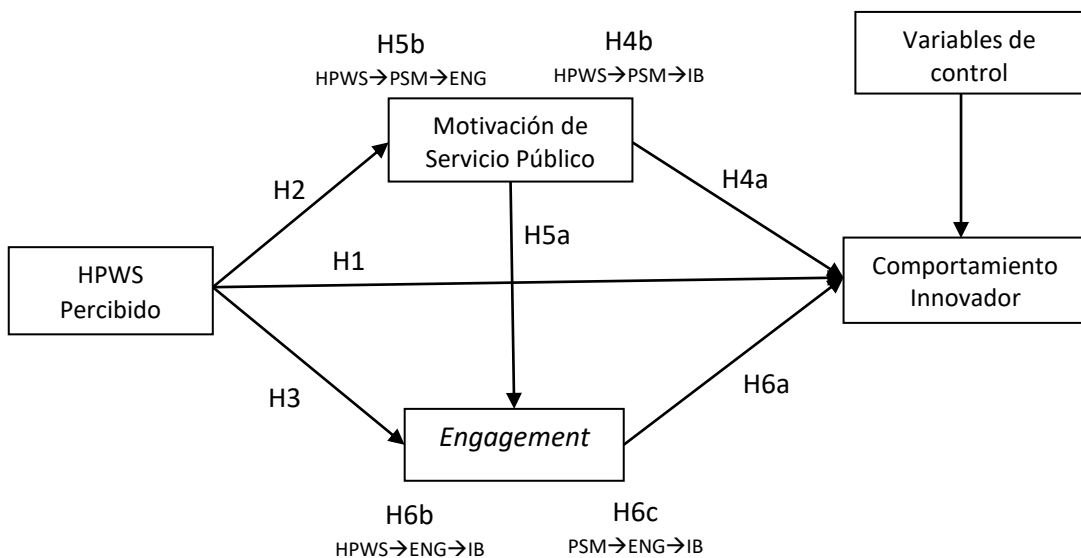 H5b
HPWS→PSM→ENG
H4b
HPWS→PSM→IB
Variables de
control
Motivación de
Servicio Público
H2
H4a
H5a
HPWS
Percibido
H1
Comportamiento
Innovador
H3
H6a
Engagement
H6b
HPWS→ENG→IB
H6c
PSM→ENG→IB